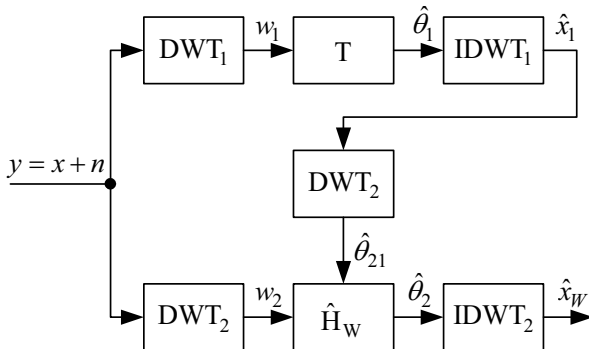 w₁ θ̂₁ x̂₁
DWT₁ T IDWT₁
y = x + n
DWT₂
θ̂₂₁
w₂ θ̂₂ x̂_W
DWT₂ Ĥ_W IDWT₂